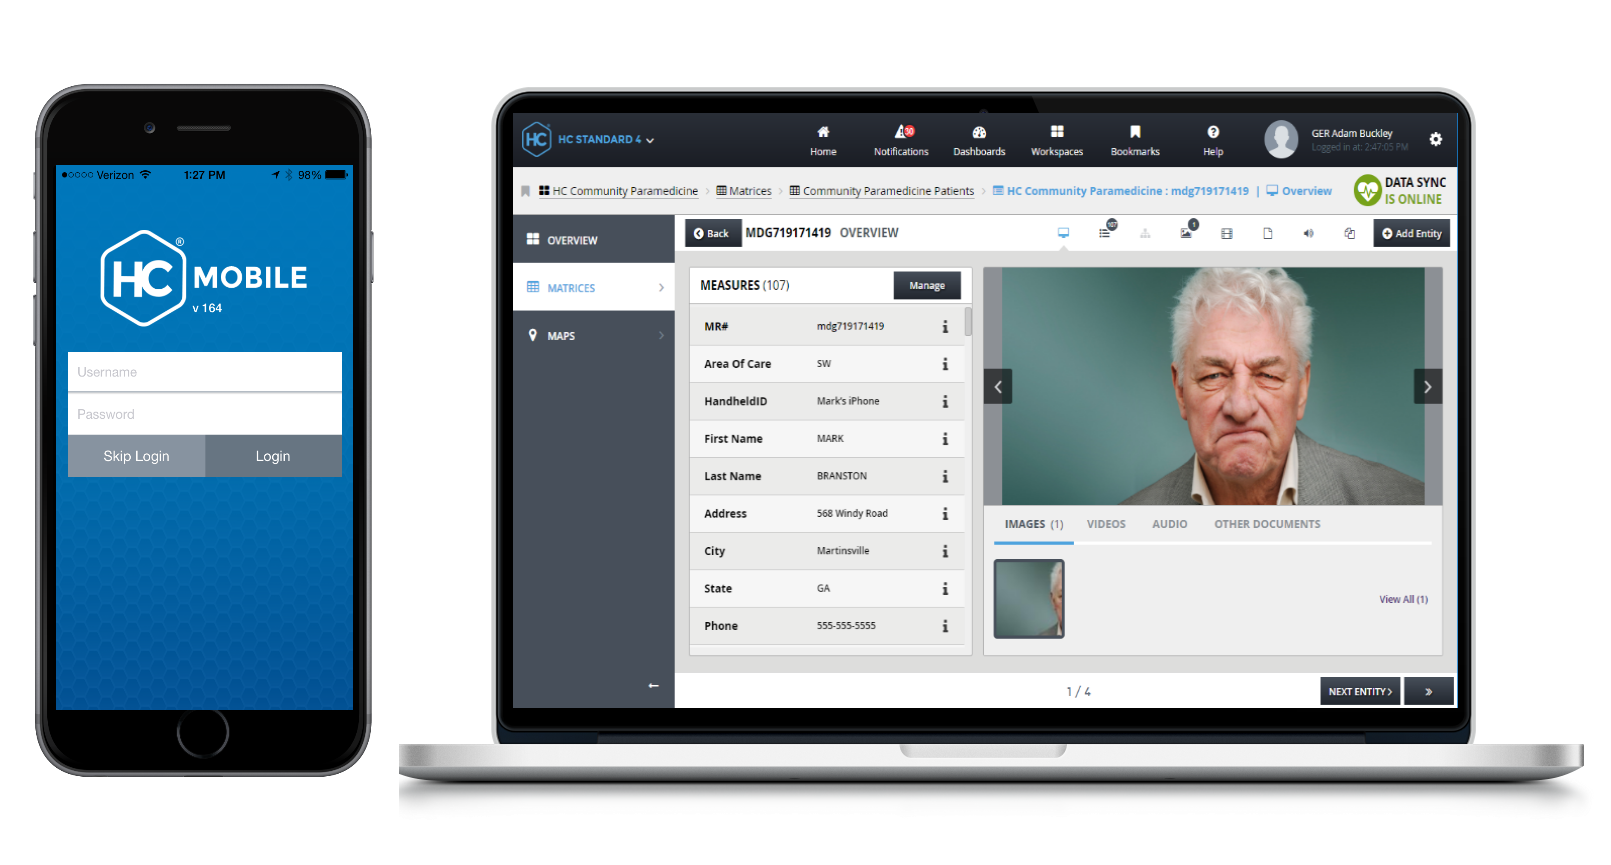 Verizon 1:27 PM 98%
HC® MOBILE
v 164
Username
Password
Skip Login Login
HC HC STANDARD 4
Home Notifications 30 Dashboards Workspaces Bookmarks Help
GER Adam Buckley
Logged in at: 2:47:05 PM
HC Community Paramedicine > Matrices > Community Paramedicine Patients > HC Community Paramedicine : mdg719171419 | Overview
DATA SYNC
IS ONLINE
OVERVIEW
MATRICES
MAPS
Back MDG719171419 OVERVIEW 107 1 Add Entity
MEASURES (107) Manage
MR# mdg719171419
Area Of Care SW
HandheldID Mark's iPhone
First Name MARK
Last Name BRANSTON
Address 568 Windy Road
City Martinsville
State GA
Phone 555-555-5555
IMAGES (1) VIDEOS AUDIO OTHER DOCUMENTS
View All (1)
1 / 4
NEXT ENTITY > »